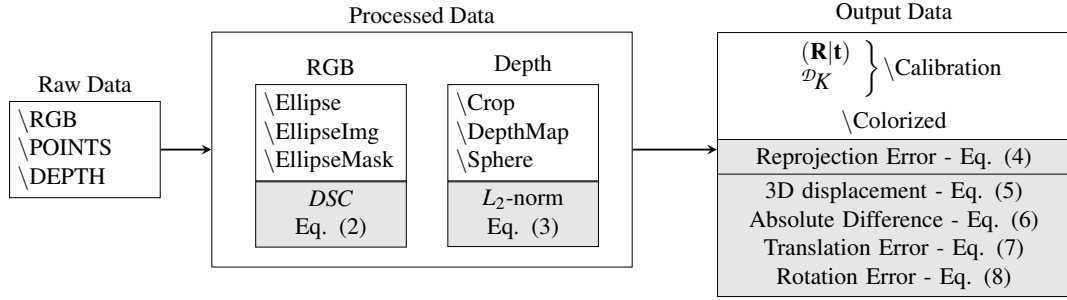 Raw Data
\RGB
\POINTS
\DEPTH
Processed Data
RGB
\Ellipse
\EllipseImg
\EllipseMask
DSC
Eq. (2)
Depth
\Crop
\DepthMap
\Sphere
L₂-norm
Eq. (3)
Output Data
(R|t)
ᴰK
\Calibration
\Colorized
Reprojection Error - Eq. (4)
3D displacement - Eq. (5)
Absolute Difference - Eq. (6)
Translation Error - Eq. (7)
Rotation Error - Eq. (8)